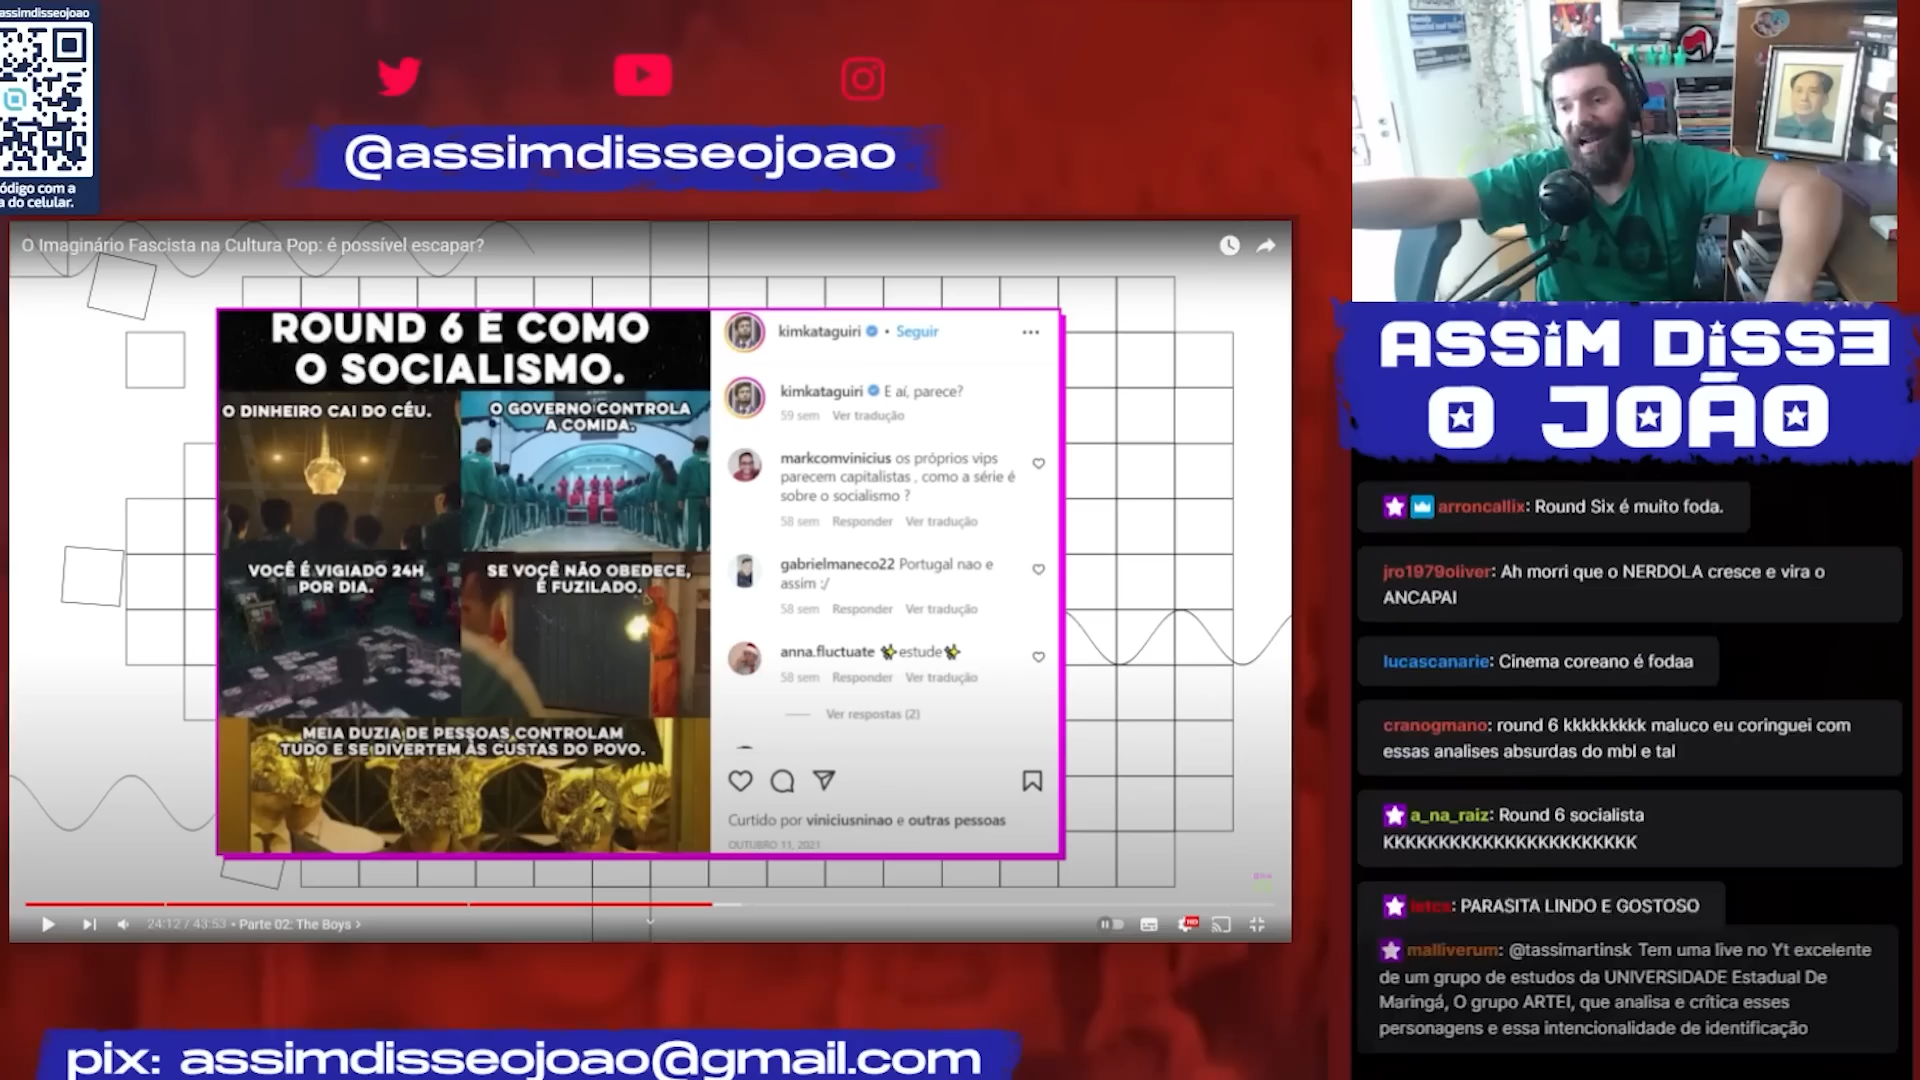 assimdisseojoao
ódigo com a
a do celular.
@assimdisseojoao
O Imaginário Fascista na Cultura Pop: é possível escapar?
ROUND 6 É COMO
O SOCIALISMO.
O DINHEIRO CAI DO CÉU.
O GOVERNO CONTROLA
A COMIDA.
VOCÊ É VIGIADO 24H
POR DIA.
SE VOÇÊ NÃO OBEDECE,
É FUZILADO.
MEIA DUZIA DE PESSOAS CONTROLAM
TUDO E SE DIVERTEM ÀS CUSTAS DO POVO.
kimkataguiri • Seguir
kimkataguiri E aí, parece?
59 sem Ver tradução
markcomvinicius os próprios vips
parecem capitalistas , como a série é
sobre o socialismo ?
58 sem Responder Ver tradução
gabrielmaneco22 Portugal nao e
assim :/
58 sem Responder Ver tradução
anna.fluctuate ✨estude✨
58 sem Responder Ver tradução
Ver respostas (2)
Curtido por viniciusninao e outras pessoas
OUTUBRO 11, 2021
24:12 / 43:53 • Parte 02: The Boys >
HD
pix: assimdisseojoao@gmail.com
ASSIM DISSE
O JOÃO
arroncallix: Round Six é muito foda.
jro1979oliver: Ah morri que o NERDOLA cresce e vira o
ANCAPAI
lucascanarie: Cinema coreano é fodaa
cranogmano: round 6 kkkkkkkkk maluco eu coringuei com
essas analises absurdas do mbl e tal
a_na_raiz: Round 6 socialista
KKKKKKKKKKKKKKKKKKKKKKK
: PARASITA LINDO E GOSTOSO
malliverum: @tassimartinsk Tem uma live no Yt excelente
de um grupo de estudos da UNIVERSIDADE Estadual De
Maringá, O grupo ARTEI, que analisa e crítica esses
personagens e essa intencionalidade de identificação